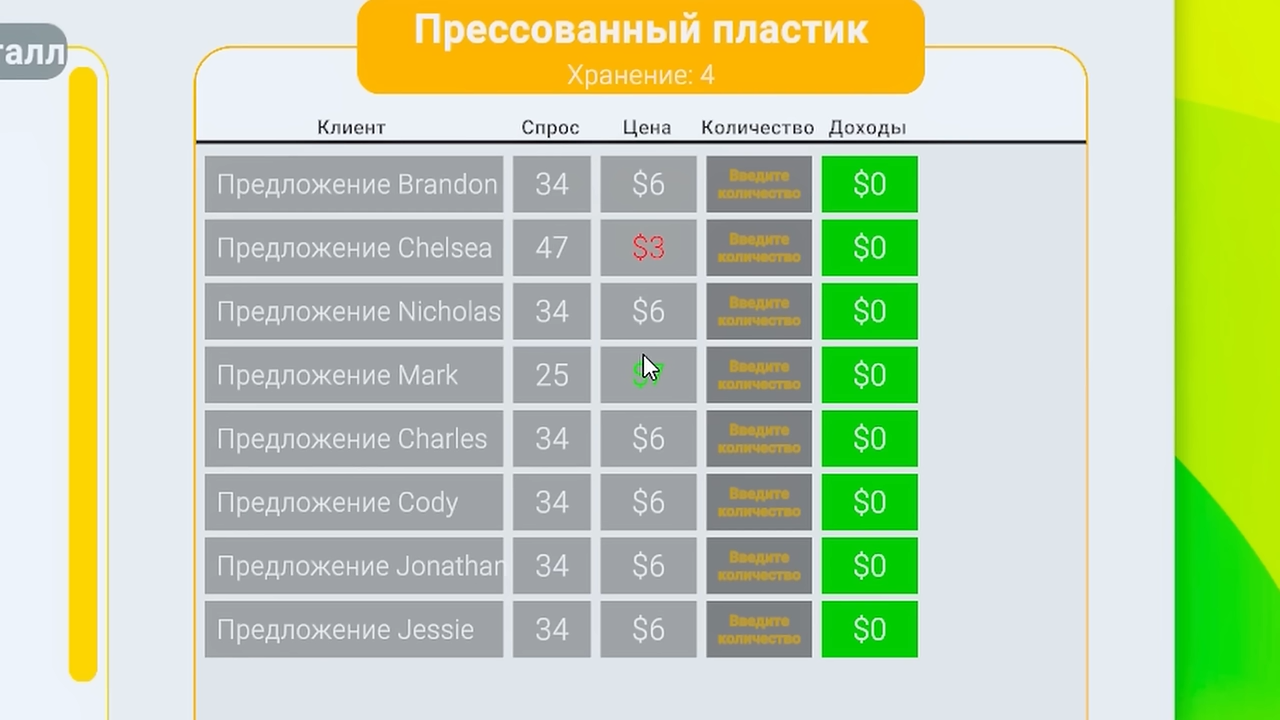 талл
Прессованный пластик
Хранение: 4
Клиент Спрос Цена Количество Доходы
Предложение Brandon 34 $6 Введите количество $0
Предложение Chelsea 47 $3 Введите количество $0
Предложение Nicholas 34 $6 Введите количество $0
Предложение Mark 25 Введите количество $0
Предложение Charles 34 $6 Введите количество $0
Предложение Cody 34 $6 Введите количество $0
Предложение Jonathan 34 $6 Введите количество $0
Предложение Jessie 34 $6 Введите количество $0